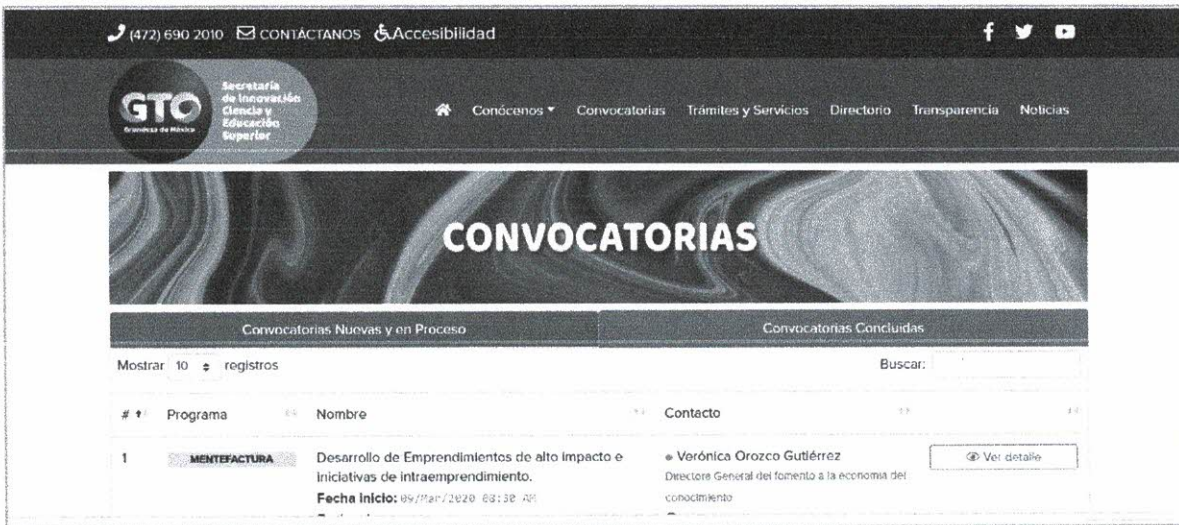 (472) 690 2010 CONTÁCTANOS Accesibilidad
GTO
Grandeza de México
Secretaría
de Innovación
Ciencia y
Educación
Superior
Conócenos Convocatorias Trámites y Servicios Directorio Transparencia Noticias
CONVOCATORIAS
Convocatorias Nuevas y en Proceso Convocatorias Concluidas
Mostrar 10 registros Buscar:
# Programa Nombre Contacto
1 MENTEFACTURA Desarrollo de Emprendimientos de alto impacto e Verónica Orozco Gutiérrez Ver detalle
iniciativas de intraemprendimiento. Directora General del fomento a la economía del
Fecha Inicio: 09/Mar/2020 08:30 AM conocimiento